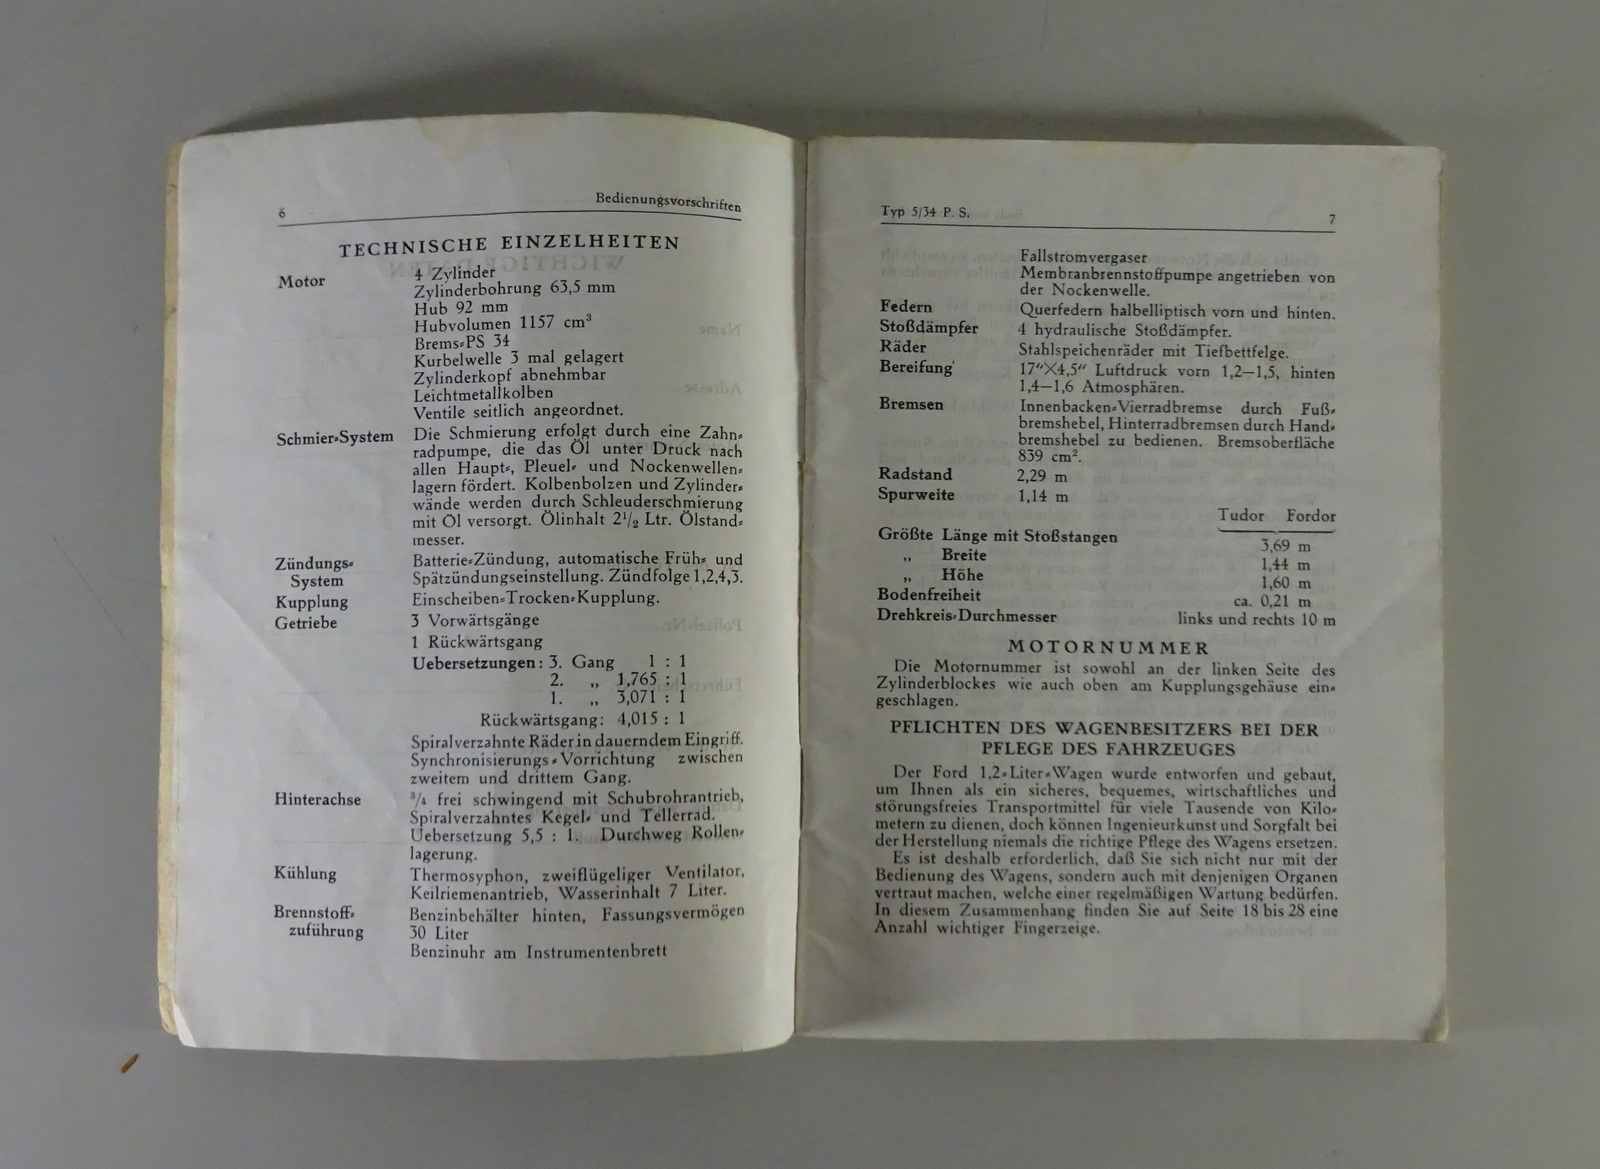 6 Bedienungsvorschriften
TECHNISCHE EINZELHEITEN
Motor 4 Zylinder
Zylinderbohrung 63,5 mm
Hub 92 mm
Hubvolumen 1157 cm³
Brems-PS 34
Kurbelwelle 3 mal gelagert
Zylinderkopf abnehmbar
Leichtmetallkolben
Ventile seitlich angeordnet.
Schmier-System Die Schmierung erfolgt durch eine Zahn-
radpumpe, die das Öl unter Druck nach
allen Haupt-, Pleuel- und Nockenwellen-
lagern fördert. Kolbenbolzen und Zylinder-
wände werden durch Schleuderschmierung
mit Öl versorgt. Ölinhalt 2¹/₂ Ltr. Ölstand-
messer.
Zündungs- Batterie-Zündung, automatische Früh- und
System Spätzündungseinstellung. Zündfolge 1,2,4,3.
Kupplung Einscheiben-Trocken-Kupplung.
Getriebe 3 Vorwärtsgänge
1 Rückwärtsgang
Uebersetzungen: 3. Gang 1 : 1
2. „ 1,765 : 1
1. „ 3,071 : 1
Rückwärtsgang: 4,015 : 1
Spiralverzahnte Räder in dauerndem Eingriff.
Synchronisierungs-Vorrichtung zwischen
zweitem und drittem Gang.
Hinterachse ³/₄ frei schwingend mit Schubrohrantrieb,
Spiralverzahntes Kegel- und Tellerrad.
Uebersetzung 5,5 : 1. Durchweg Rollen-
lagerung.
Kühlung Thermosyphon, zweiflügeliger Ventilator,
Keilriemenantrieb, Wasserinhalt 7 Liter.
Brennstoff- Benzinbehälter hinten, Fassungsvermögen
zuführung 30 Liter
Benzinuhr am Instrumentenbrett
Typ 5/34 P. S. 7
Fallstromvergaser
Membranbrennstoffpumpe angetrieben von
der Nockenwelle.
Federn Querfedern halbelliptisch vorn und hinten.
Stoßdämpfer 4 hydraulische Stoßdämpfer.
Räder Stahlspeichenräder mit Tiefbettfelge.
Bereifung 17"×4,5" Luftdruck vorn 1,2—1,5, hinten
1,4—1,6 Atmosphären.
Bremsen Innenbacken-Vierradbremse durch Fuß-
bremshebel, Hinterradbremsen durch Hand-
bremshebel zu bedienen. Bremsoberfläche
839 cm².
Radstand 2,29 m
Spurweite 1,14 m
Tudor Fordor
Größte Länge mit Stoßstangen 3,69 m
„ Breite 1,44 m
„ Höhe 1,60 m
Bodenfreiheit ca. 0,21 m
Drehkreis-Durchmesser links und rechts 10 m
MOTORNUMMER
Die Motornummer ist sowohl an der linken Seite des
Zylinderblockes wie auch oben am Kupplungsgehäuse ein-
geschlagen.
PFLICHTEN DES WAGENBESITZERS BEI DER
PFLEGE DES FAHRZEUGES
Der Ford 1,2-Liter-Wagen wurde entworfen und gebaut,
um Ihnen als ein sicheres, bequemes, wirtschaftliches und
störungsfreies Transportmittel für viele Tausende von Kilo-
metern zu dienen, doch können Ingenieurkunst und Sorgfalt bei
der Herstellung niemals die richtige Pflege des Wagens ersetzen.
Es ist deshalb erforderlich, daß Sie sich nicht nur mit der
Bedienung des Wagens, sondern auch mit denjenigen Organen
vertraut machen, welche einer regelmäßigen Wartung bedürfen.
In diesem Zusammenhang finden Sie auf Seite 18 bis 28 eine
Anzahl wichtiger Fingerzeige.